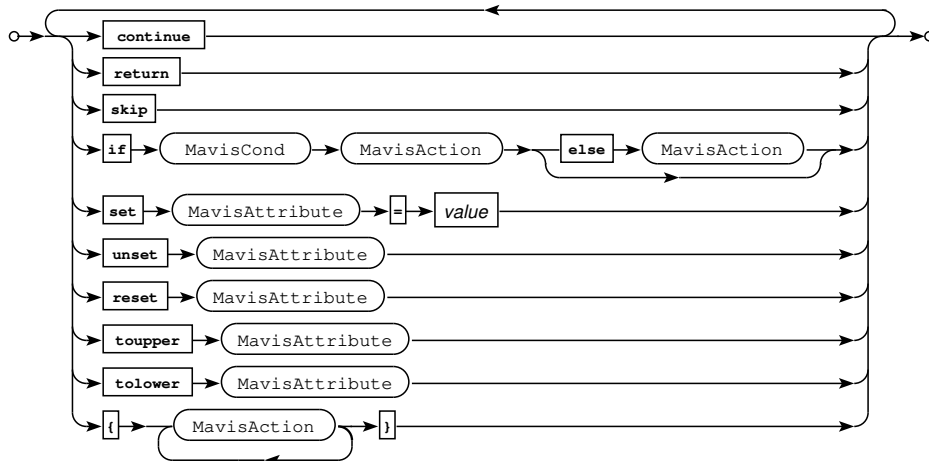 continue
return
skip
if MavisCond MavisAction else MavisAction
set MavisAttribute = value
unset MavisAttribute
reset MavisAttribute
toupper MavisAttribute
tolower MavisAttribute
{ MavisAction }